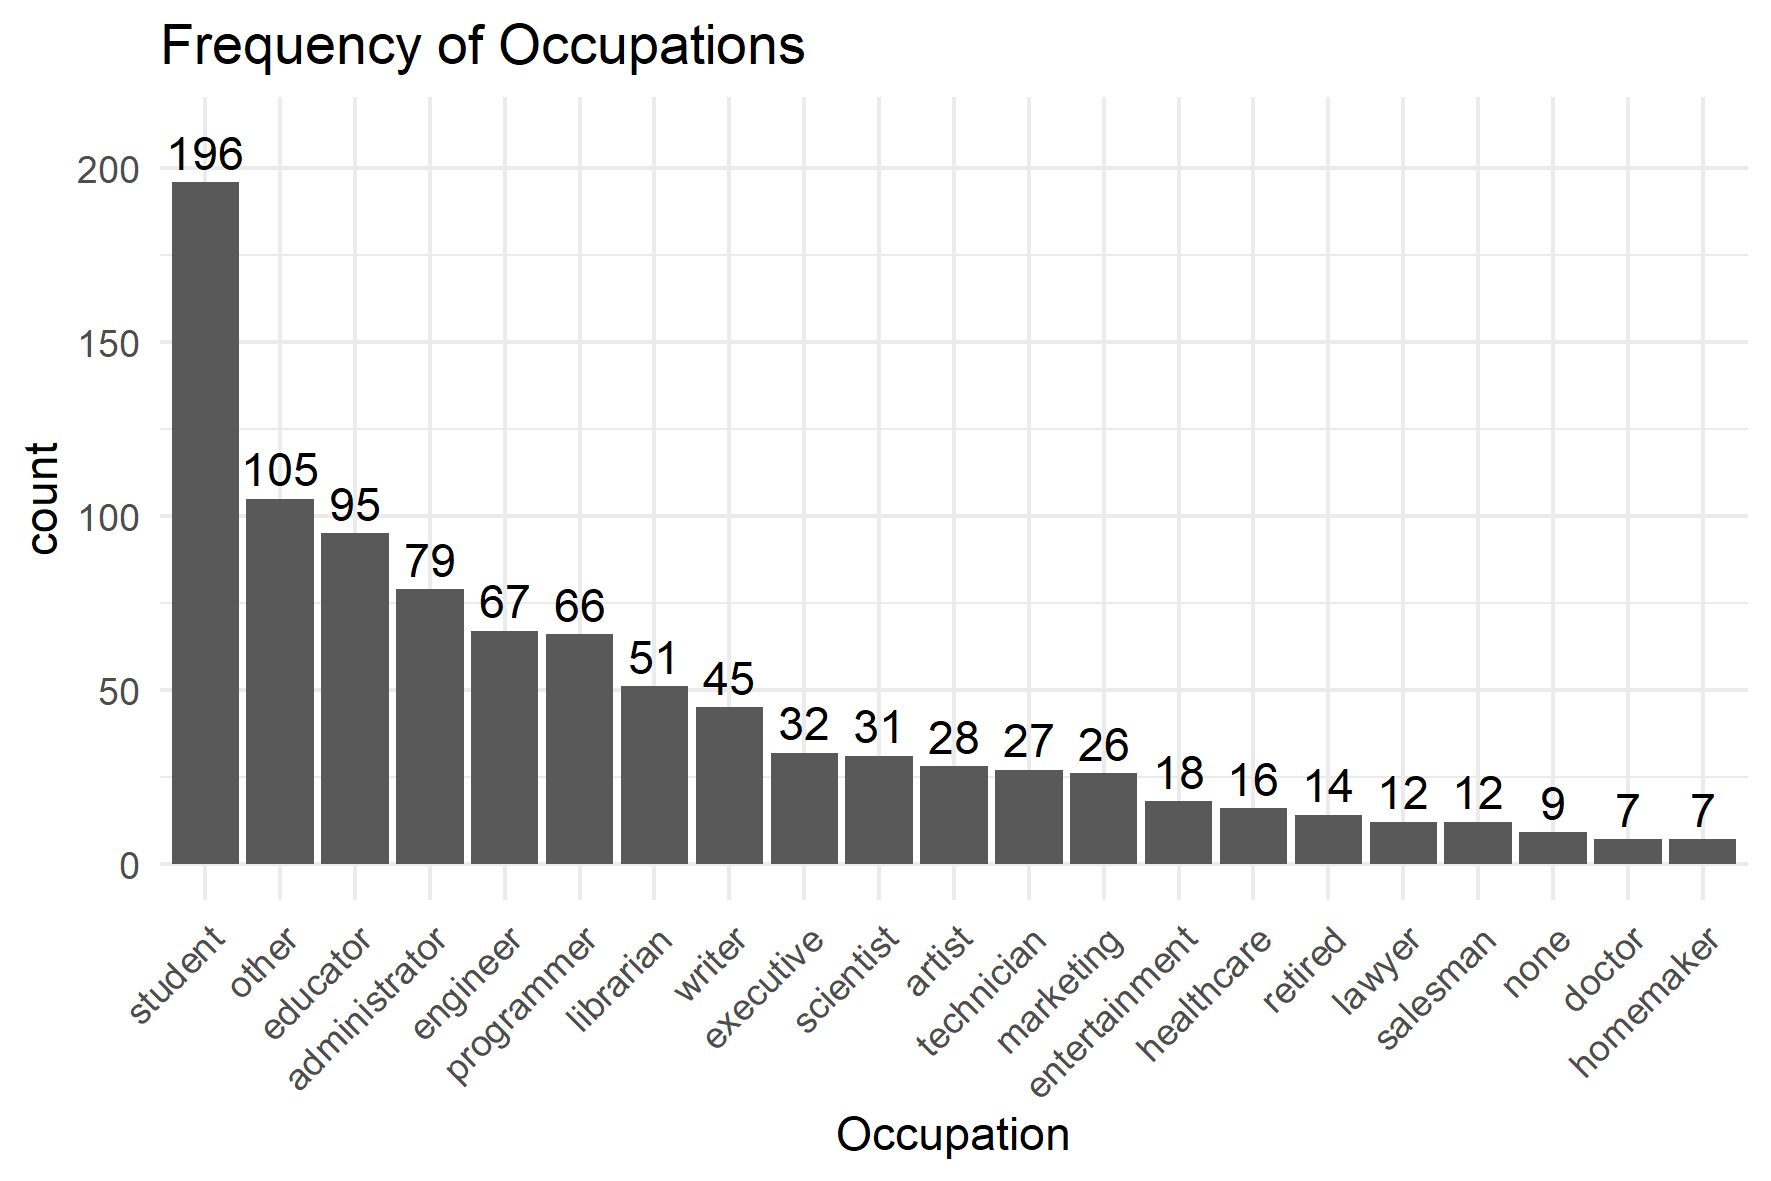 Frequency of Occupations
200
150
100
50
0
count
196
105
95
79
67
66
51
45
32
31
28
27
26
18
16
14
12
12
9
7
7
student
other
educator
administrator
engineer
programmer
librarian
writer
executive
scientist
artist
technician
marketing
entertainment
healthcare
retired
lawyer
salesman
none
doctor
homemaker
Occupation